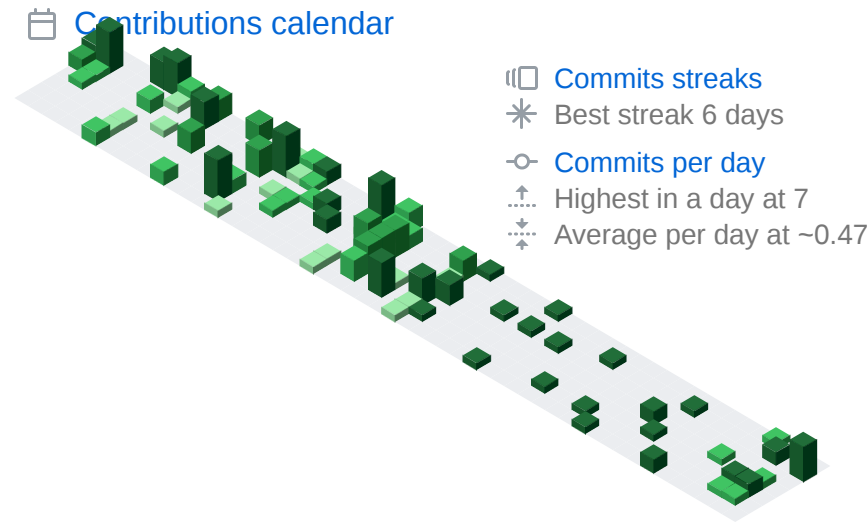 Contributions calendar
Commits streaks
Best streak 6 days
Commits per day
Highest in a day at 7
Average per day at ~0.47